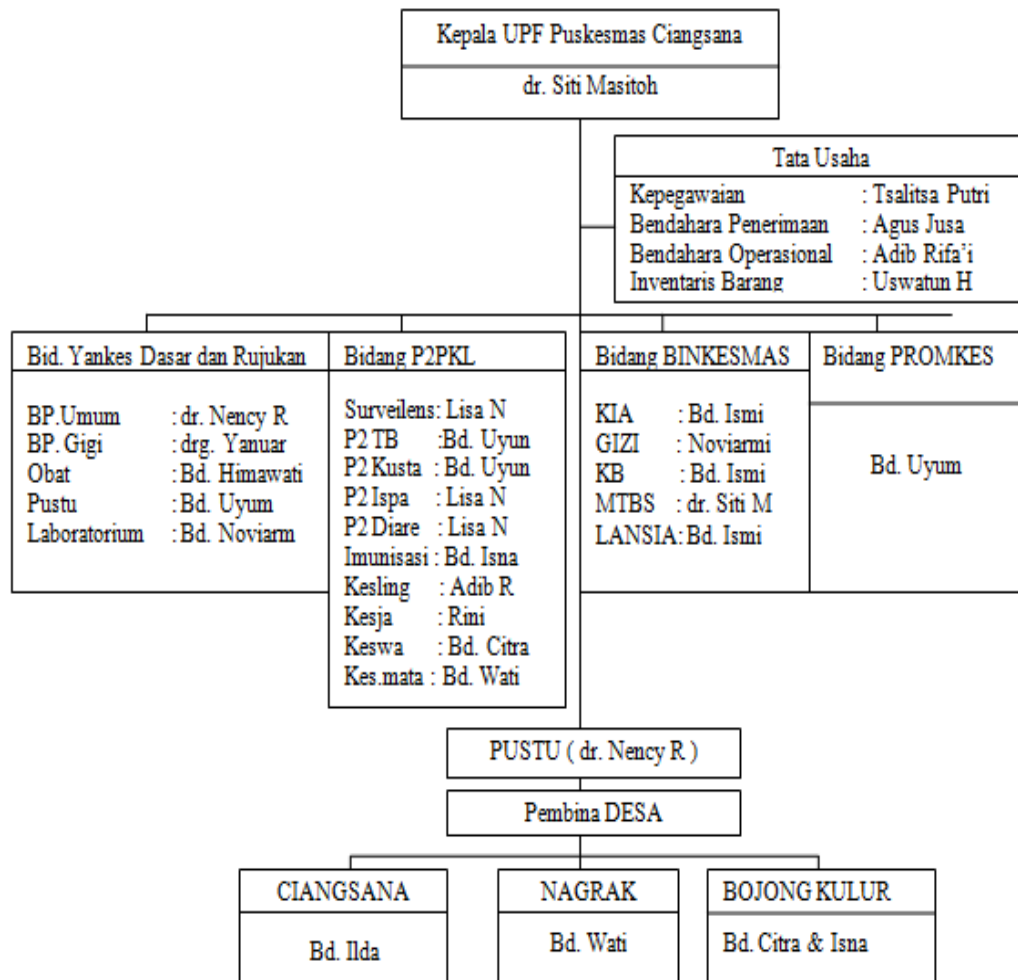 Kepala UPF Puskesmas Ciangsana
dr. Siti Masitoh
Tata Usaha
Kepegawaian : Tsalitsa Putri
Bendahara Penerimaan : Agus Jusa
Bendahara Operasional : Adib Rifa'i
Inventaris Barang : Uswatun H
Bid. Yankes Dasar dan Rujukan
BP.Umum : dr. Nency R
BP. Gigi : drg. Yanuar
Obat : Bd. Himawati
Pustu : Bd. Uyum
Laboratorium : Bd. Noviarm
Bidang P2PKL
Surveilens: Lisa N
P2 TB :Bd. Uyun
P2 Kusta : Bd. Uyun
P2 Ispa : Lisa N
P2 Diare : Lisa N
Imunisasi : Bd. Isna
Kesling : Adib R
Kesja : Rini
Keswa : Bd. Citra
Kes.mata : Bd. Wati
Bidang BINKESMAS
KIA : Bd. Ismi
GIZI : Noviarmi
KB : Bd. Ismi
MTBS : dr. Siti M
LANSIA: Bd. Ismi
Bidang PROMKES
Bd. Uyum
PUSTU ( dr. Nency R )
Pembina DESA
CIANGSANA
Bd. Ilda
NAGRAK
Bd. Wati
BOJONG KULUR
Bd. Citra & Isna